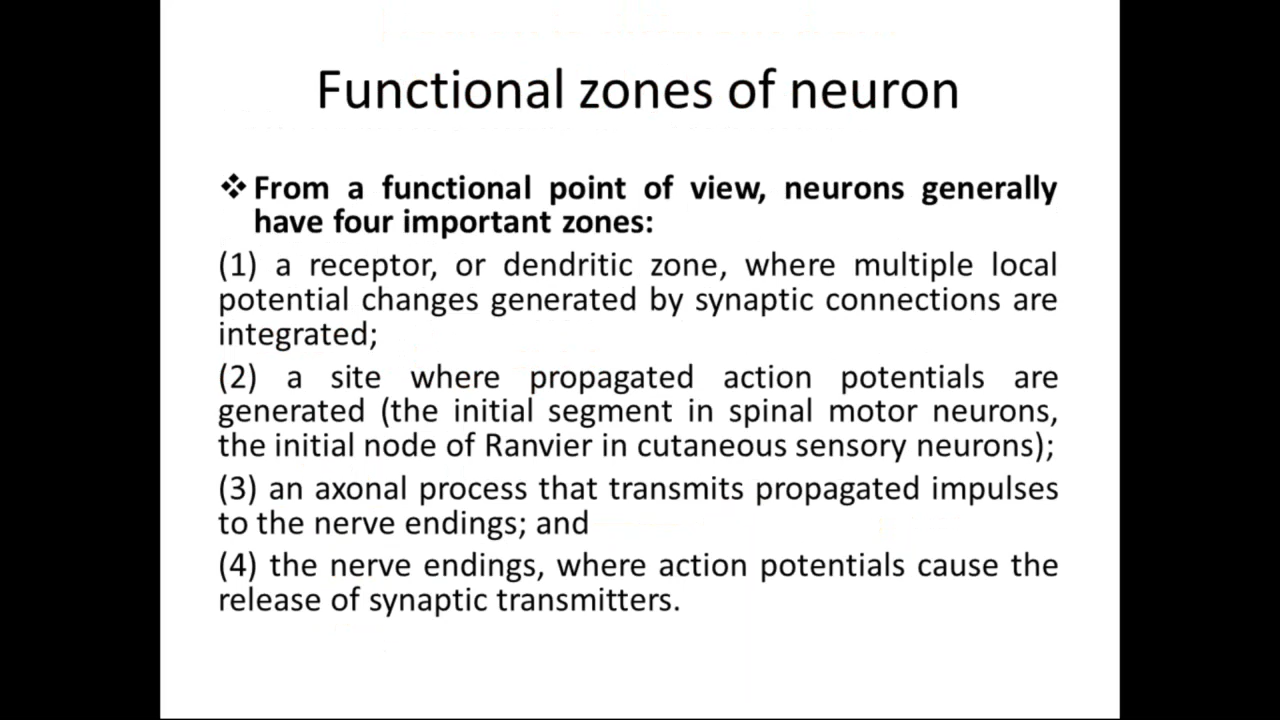 Functional zones of neuron
❖ From a functional point of view, neurons generally
have four important zones:
(1) a receptor, or dendritic zone, where multiple local
potential changes generated by synaptic connections are
integrated;
(2) a site where propagated action potentials are
generated (the initial segment in spinal motor neurons,
the initial node of Ranvier in cutaneous sensory neurons);
(3) an axonal process that transmits propagated impulses
to the nerve endings; and
(4) the nerve endings, where action potentials cause the
release of synaptic transmitters.